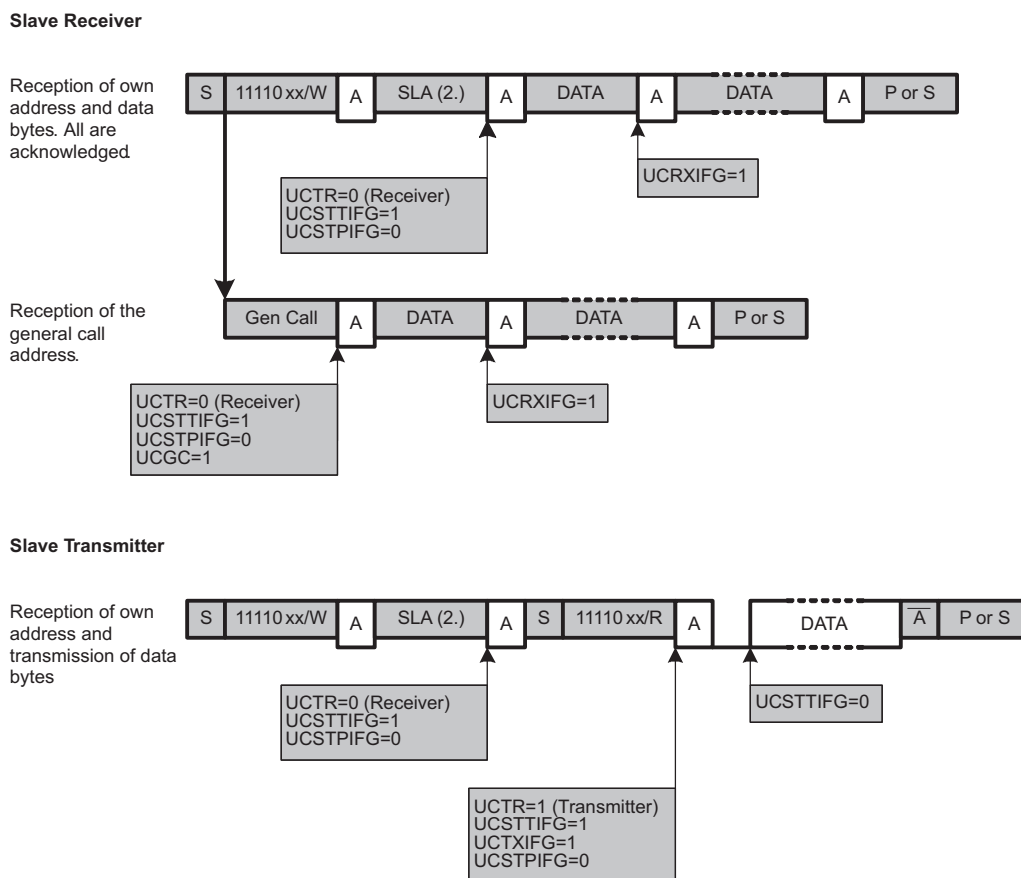 Slave Receiver
Reception of own
address and data
bytes. All are
acknowledged
S 11110 xx/W A SLA (2.) A DATA A DATA A P or S
UCRXIFG=1
UCTR=0 (Receiver)
UCSTTIFG=1
UCSTPIFG=0
Reception of the
general call
address.
Gen Call A DATA A DATA A P or S
UCTR=0 (Receiver)
UCSTTIFG=1
UCSTPIFG=0
UCGC=1
UCRXIFG=1
Slave Transmitter
Reception of own
address and
transmission of data
bytes
S 11110 xx/W A SLA (2.) A S 11110 xx/R A DATA A̅ P or S
UCTR=0 (Receiver)
UCSTTIFG=1
UCSTPIFG=0
UCSTTIFG=0
UCTR=1 (Transmitter)
UCSTTIFG=1
UCTXIFG=1
UCSTPIFG=0